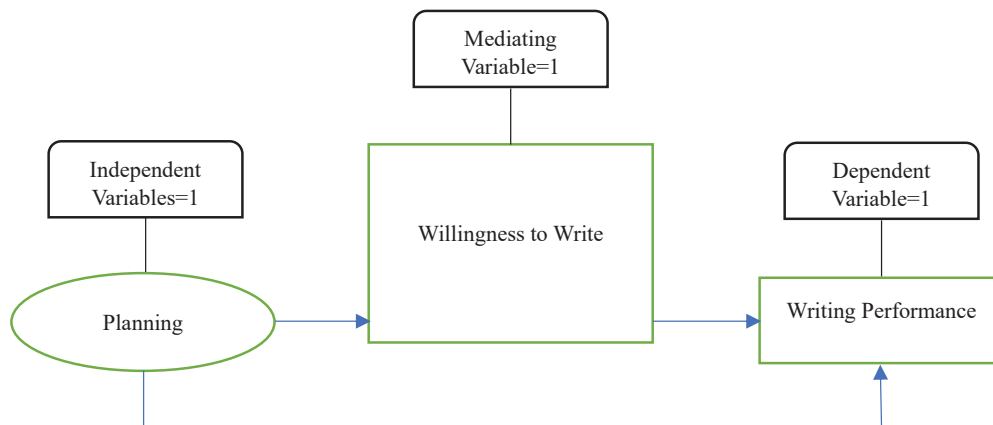 Mediating
Variable=1
Independent
Variables=1
Dependent
Variable=1
Willingness to Write
Planning
Writing Performance